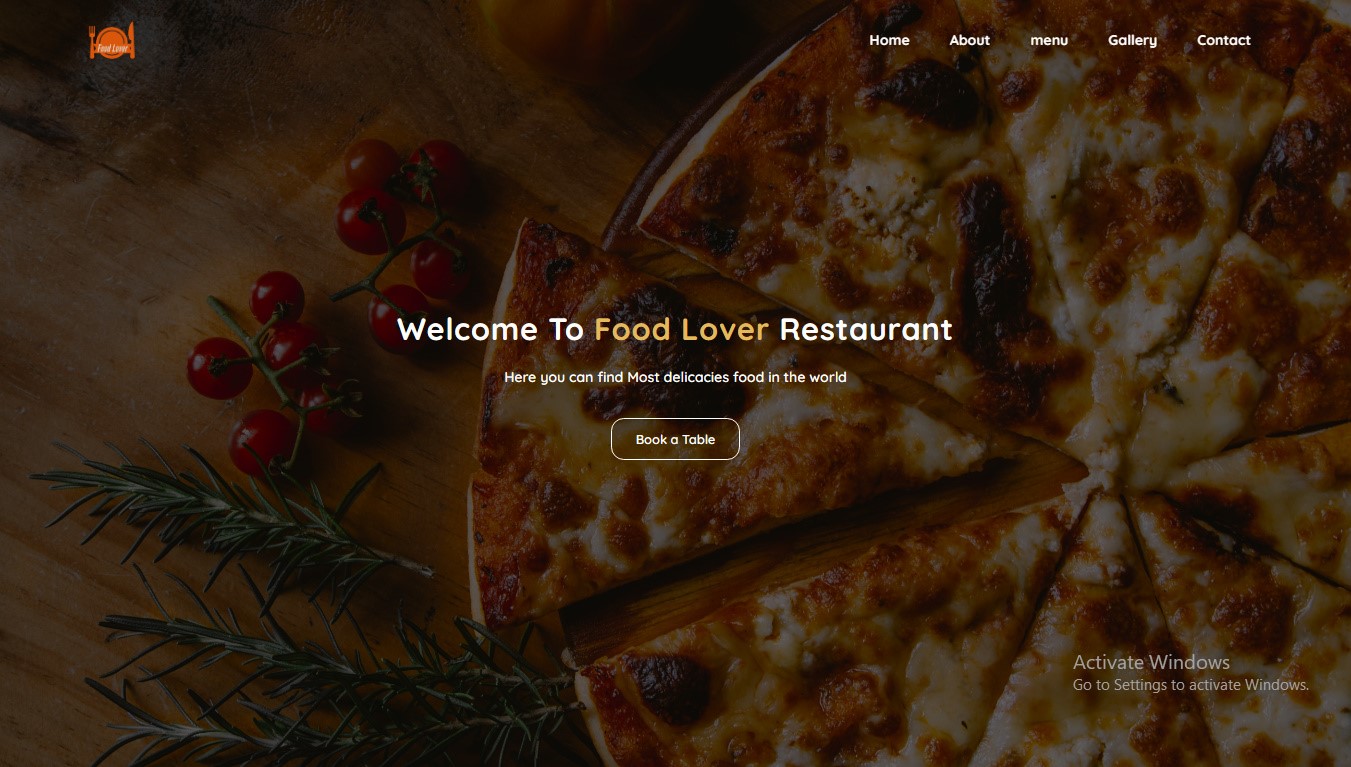 Food Lover
Home About menu Gallery Contact
Welcome To Food Lover Restaurant
Here you can find Most delicacies food in the world
Book a Table
Activate Windows
Go to Settings to activate Windows.